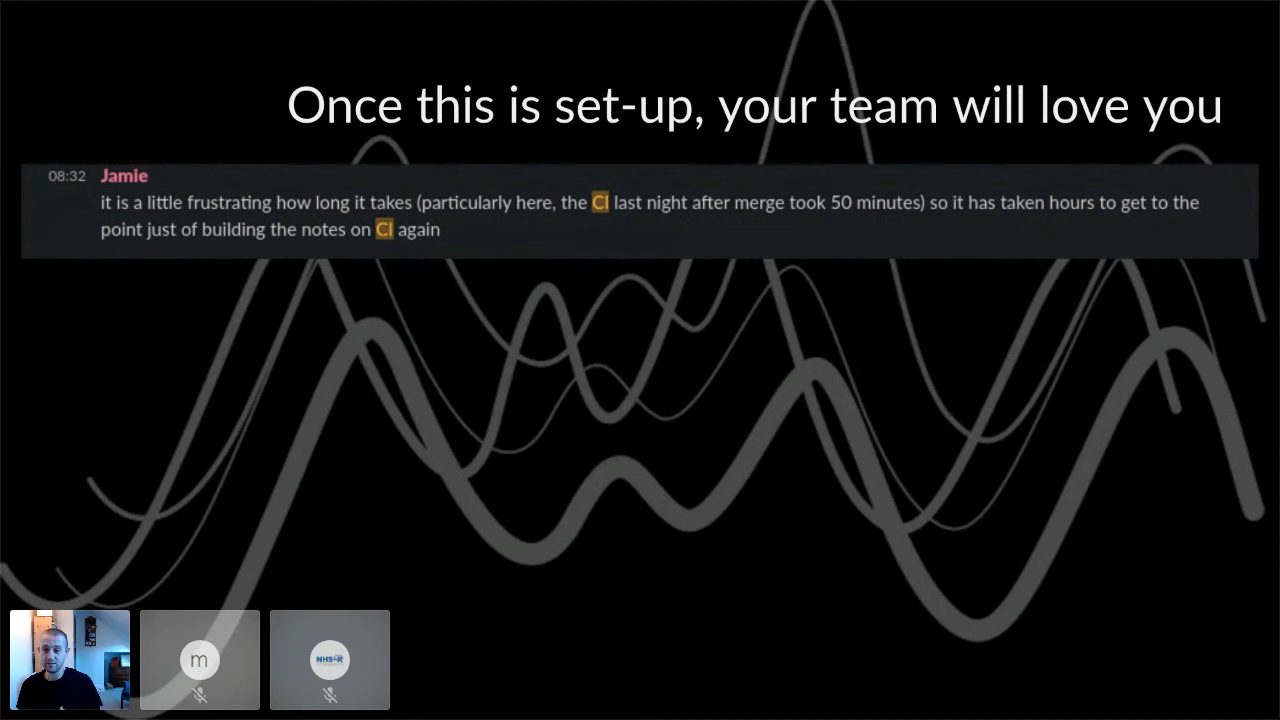 Once this is set-up, your team will love you
08:32 Jamie
it is a little frustrating how long it takes (particularly here, the CI last night after merge took 50 minutes) so it has taken hours to get to the
point just of building the notes on CI again
m
NHS-R